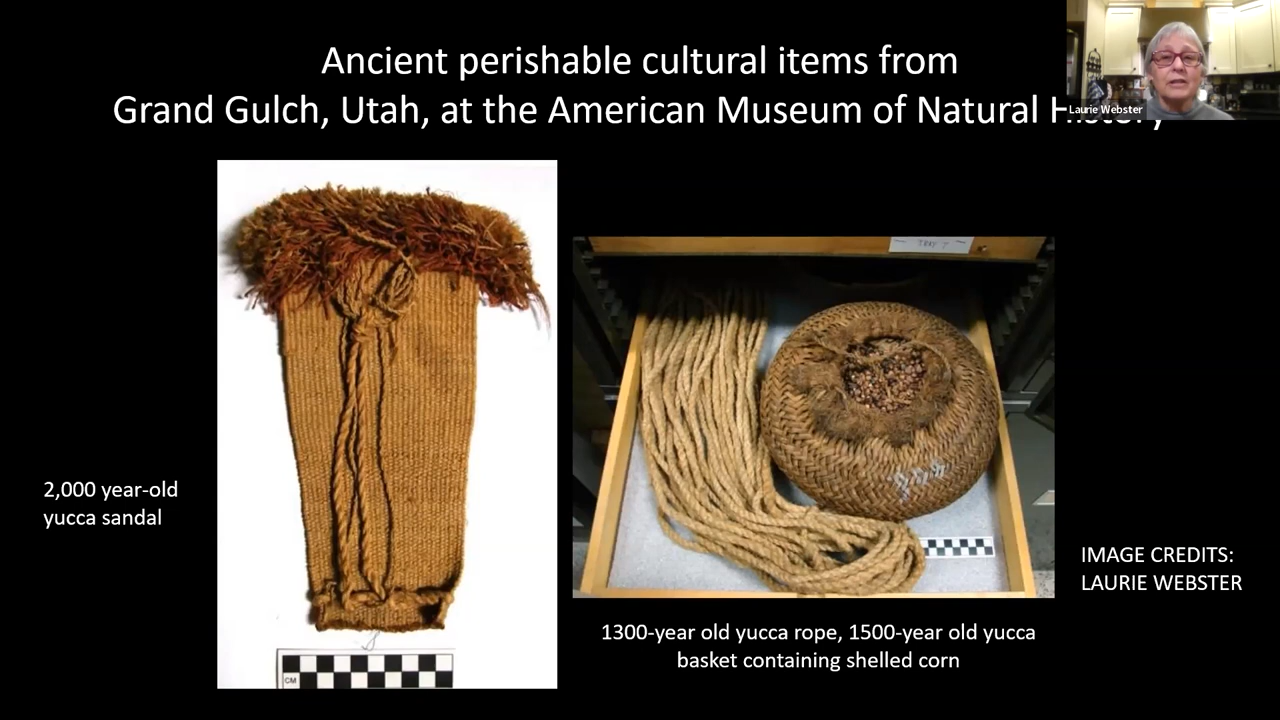 Ancient perishable cultural items from
Grand Gulch, Utah, at the American Museum of Natural History
Laurie Webster
2,000 year-old
yucca sandal
CM
IMAGE CREDITS:
LAURIE WEBSTER
1300-year old yucca rope, 1500-year old yucca
basket containing shelled corn